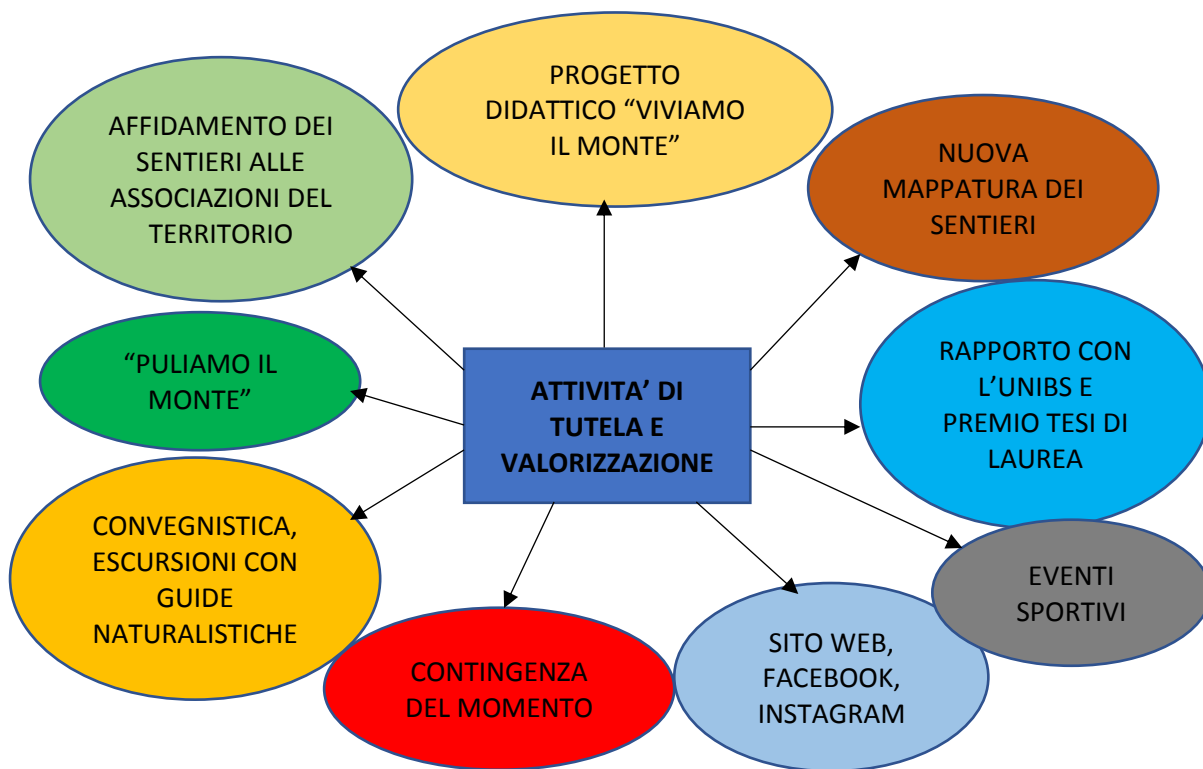 PROGETTO
DIDATTICO “VIVIAMO
IL MONTE”
AFFIDAMENTO DEI
SENTIERI ALLE
ASSOCIAZIONI DEL
TERRITORIO
NUOVA
MAPPATURA DEI
SENTIERI
“PULIAMO IL
MONTE”
ATTIVITA’ DI
TUTELA E
VALORIZZAZIONE
RAPPORTO CON
L’UNIBS E
PREMIO TESI DI
LAUREA
CONVEGNISTICA,
ESCURSIONI CON
GUIDE
NATURALISTICHE
EVENTI
SPORTIVI
CONTINGENZA
DEL MOMENTO
SITO WEB,
FACEBOOK,
INSTAGRAM